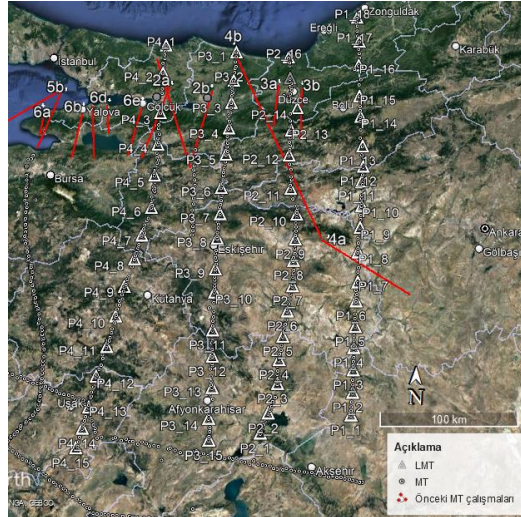 Zonguldak
P1_18
Ereğli
P4_1
4b
P1_17
Karabük
P3_1
P2_16
İstanbul
P1_16
P4_2
P3_2
5b
2a
2b
3a
3b
P1_15
6d
6e
6a
6b
Yalova
Gölcük
P3_3
Düzce
Bolu
P4_3
P2_14
P1_14
P3_4
P2_13
P4_4
P3_5
P2_12
P1_13
Bursa
P4_5
P1_12
P3_6
P2_11
P4_6
P3_7
P2_10
P1_10
P4_7
P3_8
Eskişehir
4a
P1_9
Ankara
Gölbaşı
P4_8
P3_9
P2_9
P1_8
P2_8
P4_9
Kütahya
P3_10
P1_7
P2_7
P4_10
P2_6
P1_6
P4_11
P3_11
P2_5
P1_5
N
P4_12
P3_12
P2_4
P1_4
P3_13
P1_3
Uşak
P4_13
Afyonkarahisar
P2_3
P1_2
100 km
P4_14
P3_14
P2_2
P1_1
P4_15
P3_15
P2_1
Akşehir
Açıklama
LMT
MT
Önceki MT çalışmaları